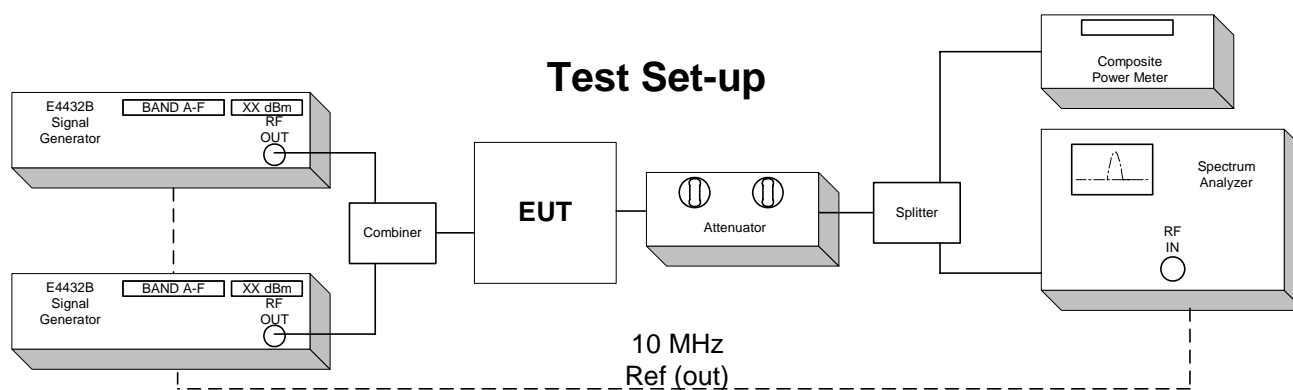 Test Set-up
E4432B
Signal
Generator
BAND A-F
XX dBm
RF
OUT
E4432B
Signal
Generator
BAND A-F
XX dBm
RF
OUT
Combiner
EUT
Attenuator
Splitter
Composite
Power Meter
Spectrum
Analyzer
RF
IN
10 MHz
Ref (out)